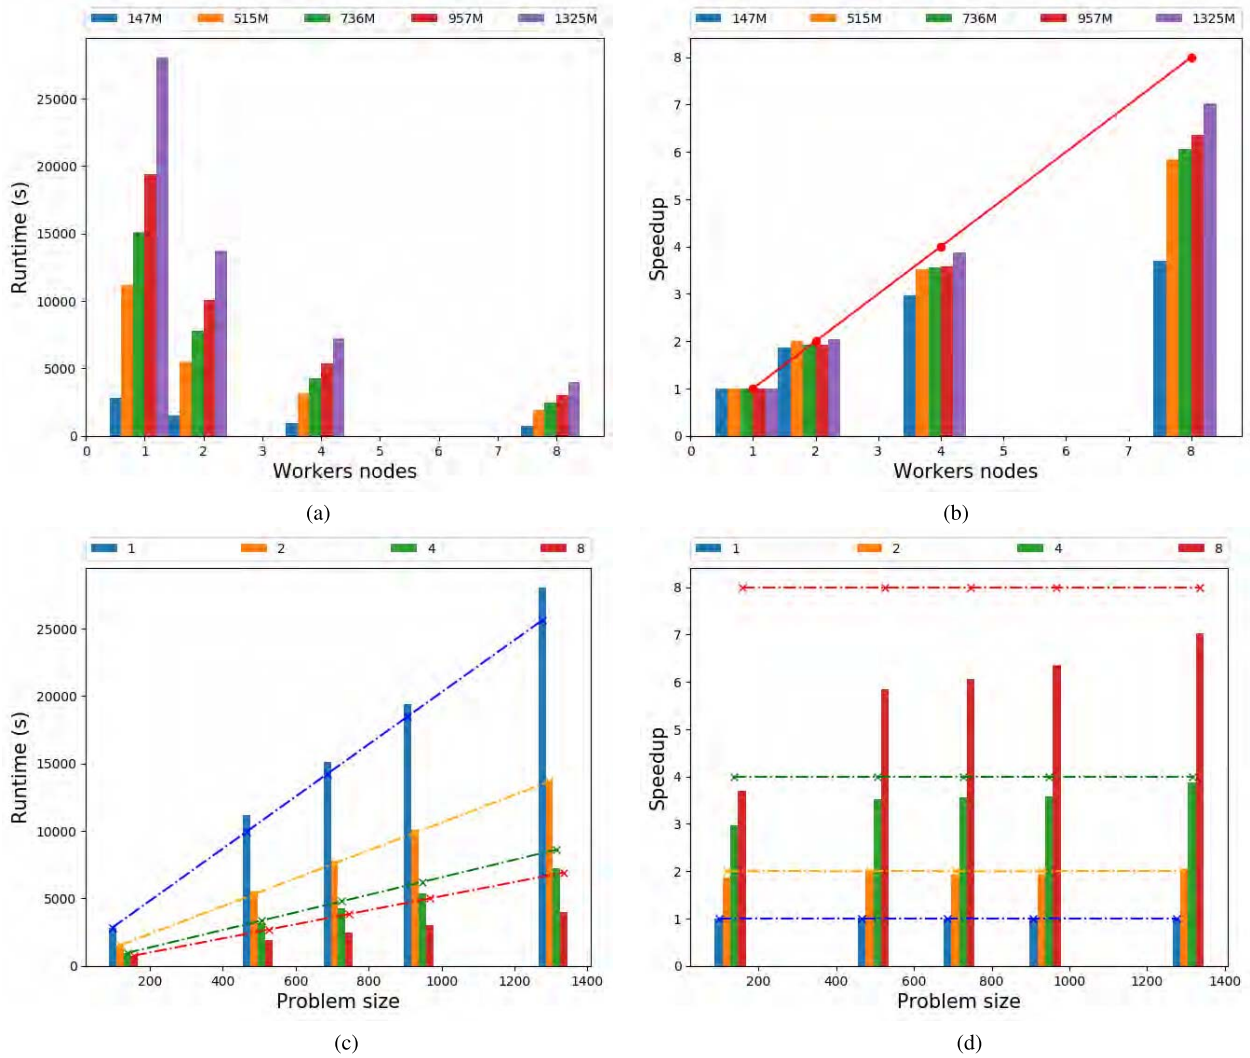 147M 515M 736M 957M 1325M
Runtime (s)
25000
20000
15000
10000
5000
0
0 1 2 3 4 5 6 7 8
Workers nodes
(a)
147M 515M 736M 957M 1325M
Speedup
8
7
6
5
4
3
2
1
0
0 1 2 3 4 5 6 7 8
Workers nodes
(b)
1 2 4 8
Runtime (s)
25000
20000
15000
10000
5000
0
200 400 600 800 1000 1200 1400
Problem size
(c)
1 2 4 8
Speedup
8
7
6
5
4
3
2
1
0
200 400 600 800 1000 1200 1400
Problem size
(d)